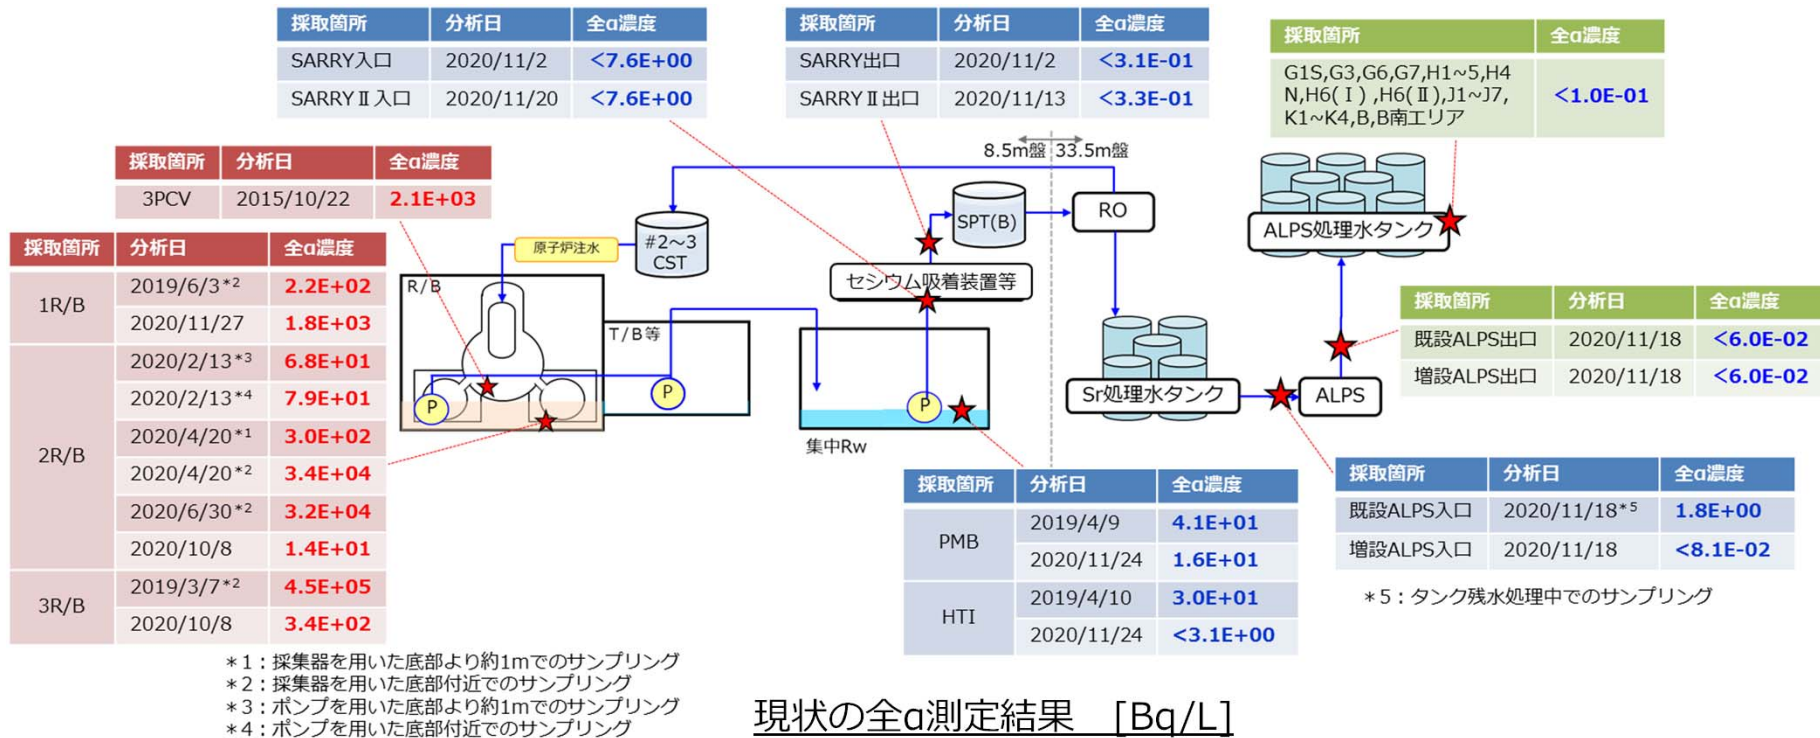 採取箇所 分析日 全α濃度
SARRY入口 2020/11/2 <7.6E+00
SARRYⅡ入口 2020/11/20 <7.6E+00
採取箇所 分析日 全α濃度
SARRY出口 2020/11/2 <3.1E-01
SARRYⅡ出口 2020/11/13 <3.3E-01
採取箇所 全α濃度
G1S,G3,G6,G7,H1~5,H4
N,H6(Ⅰ),H6(Ⅱ),J1~J7,
K1~K4,B,B南エリア
<1.0E-01
採取箇所 分析日 全α濃度
3PCV 2015/10/22 2.1E+03
採取箇所 分析日 全α濃度
1R/B 2019/6/3*2 2.2E+02
2020/11/27 1.8E+03
2R/B 2020/2/13*3 6.8E+01
2020/2/13*4 7.9E+01
2020/4/20*1 3.0E+02
2020/4/20*2 3.4E+04
2020/6/30*2 3.2E+04
2020/10/8 1.4E+01
3R/B 2019/3/7*2 4.5E+05
2020/10/8 3.4E+02
8.5m盤 33.5m盤
原子炉注水
#2~3
CST
SPT(B)
RO
セシウム吸着装置等
R/B
T/B等
P
P
P
集中Rw
Sr処理水タンク
ALPS
ALPS処理水タンク
採取箇所 分析日 全α濃度
既設ALPS出口 2020/11/18 <6.0E-02
増設ALPS出口 2020/11/18 <6.0E-02
採取箇所 分析日 全α濃度
PMB 2019/4/9 4.1E+01
2020/11/24 1.6E+01
HTI 2019/4/10 3.0E+01
2020/11/24 <3.1E+00
採取箇所 分析日 全α濃度
既設ALPS入口 2020/11/18*5 1.8E+00
増設ALPS入口 2020/11/18 <8.1E-02
*5:タンク残水処理中でのサンプリング
*1:採集器を用いた底部より約1mでのサンプリング
*2:採集器を用いた底部付近でのサンプリング
*3:ポンプを用いた底部より約1mでのサンプリング
*4:ポンプを用いた底部付近でのサンプリング
現状の全α測定結果 [Bq/L]